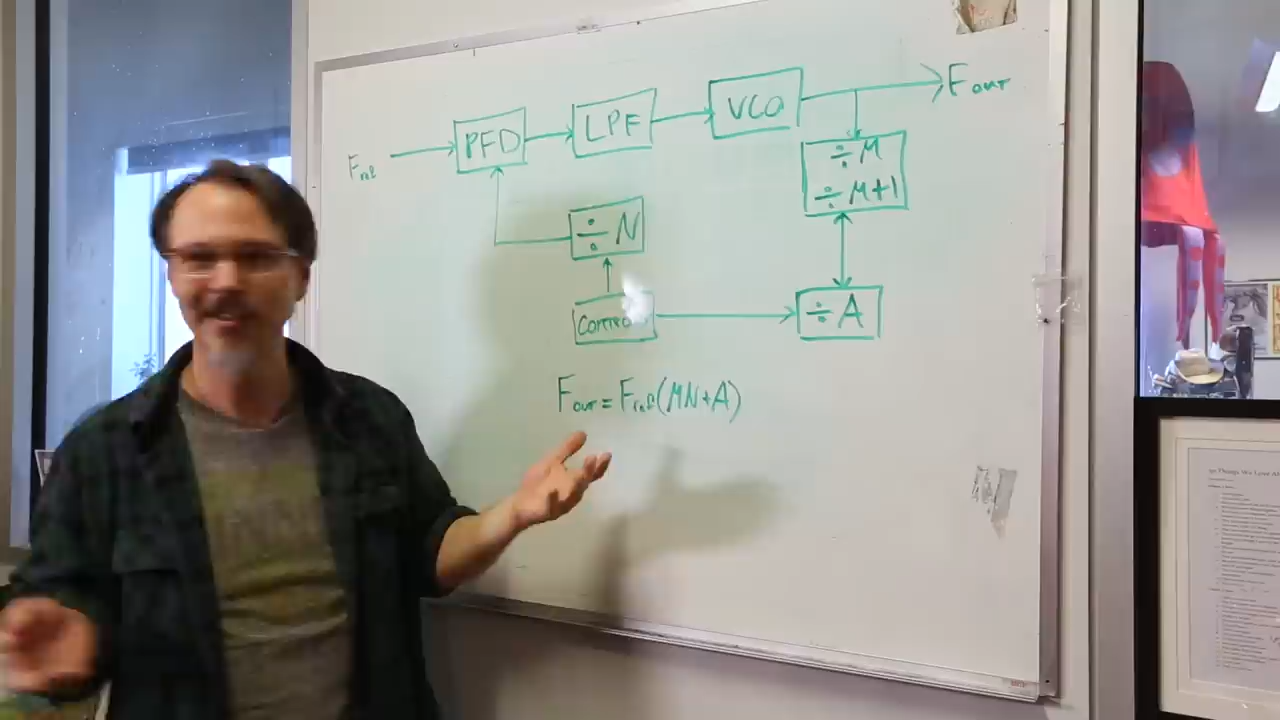 Fref
PFD
LPF
VCO
Fout
÷M
÷M+1
÷N
Control
÷A
Fout = Fref(MN+A)